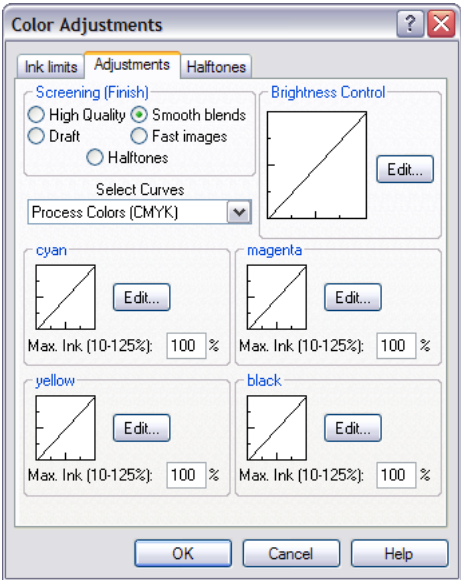 Color Adjustments
Ink limits Adjustments Halftones
Screening (Finish)
High Quality Smooth blends
Draft Fast images
Halftones
Select Curves
Process Colors (CMYK)
Brightness Control
Edit...
cyan
Edit...
Max. Ink (10-125%): 100 %
magenta
Edit...
Max. Ink (10-125%): 100 %
yellow
Edit...
Max. Ink (10-125%): 100 %
black
Edit...
Max. Ink (10-125%): 100 %
OK Cancel Help